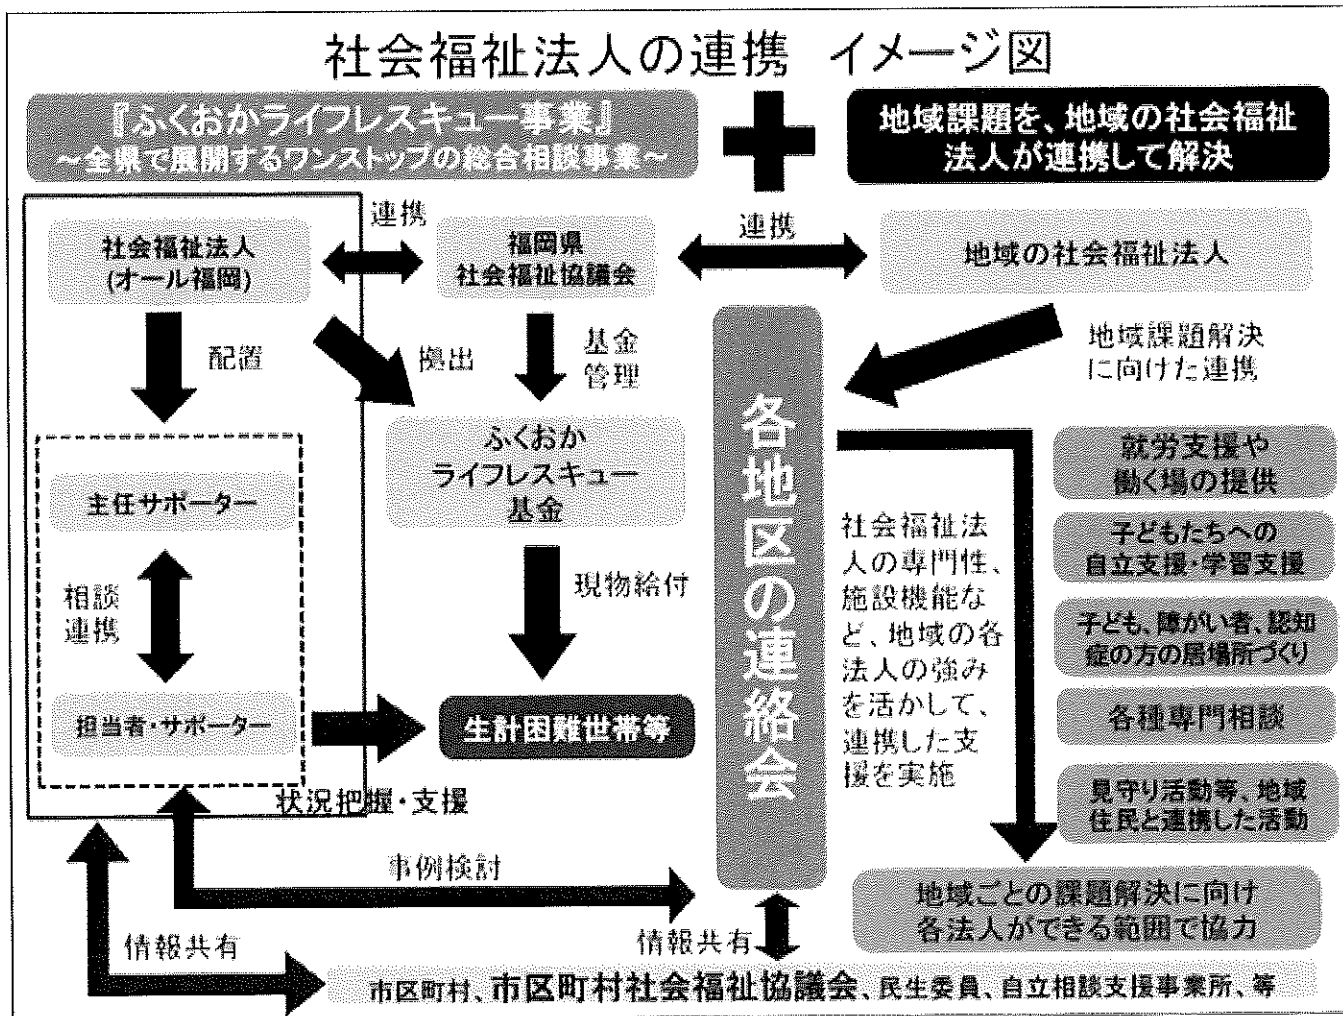 社会福祉法人の連携 イメージ図
『ふくおかライフレスキュー事業』
～全県で展開するワンストップの総合相談事業～
地域課題を、地域の社会福祉
法人が連携して解決
社会福祉法人
(オール福岡)
連携
福岡県
社会福祉協議会
連携
地域の社会福祉法人
配置
拠出
基金
管理
地域課題解決
に向けた連携
ふくおか
ライフレスキュー
基金
主任サポーター
相談
連携
担当者・サポーター
現物給付
生計困難世帯等
状況把握・支援
各地区の連絡会
社会福祉法
人の専門性、
施設機能な
ど、地域の各
法人の強み
を活かして、
連携した支
援を実施
就労支援や
働く場の提供
子どもたちへの
自立支援・学習支援
子ども、障がい者、認知
症の方の居場所づくり
各種専門相談
見守り活動等、地域
住民と連携した活動
事例検討
地域ごとの課題解決に向け
各法人ができる範囲で協力
情報共有
情報共有
市区町村、市区町村社会福祉協議会、民生委員、自立相談支援事業所、等